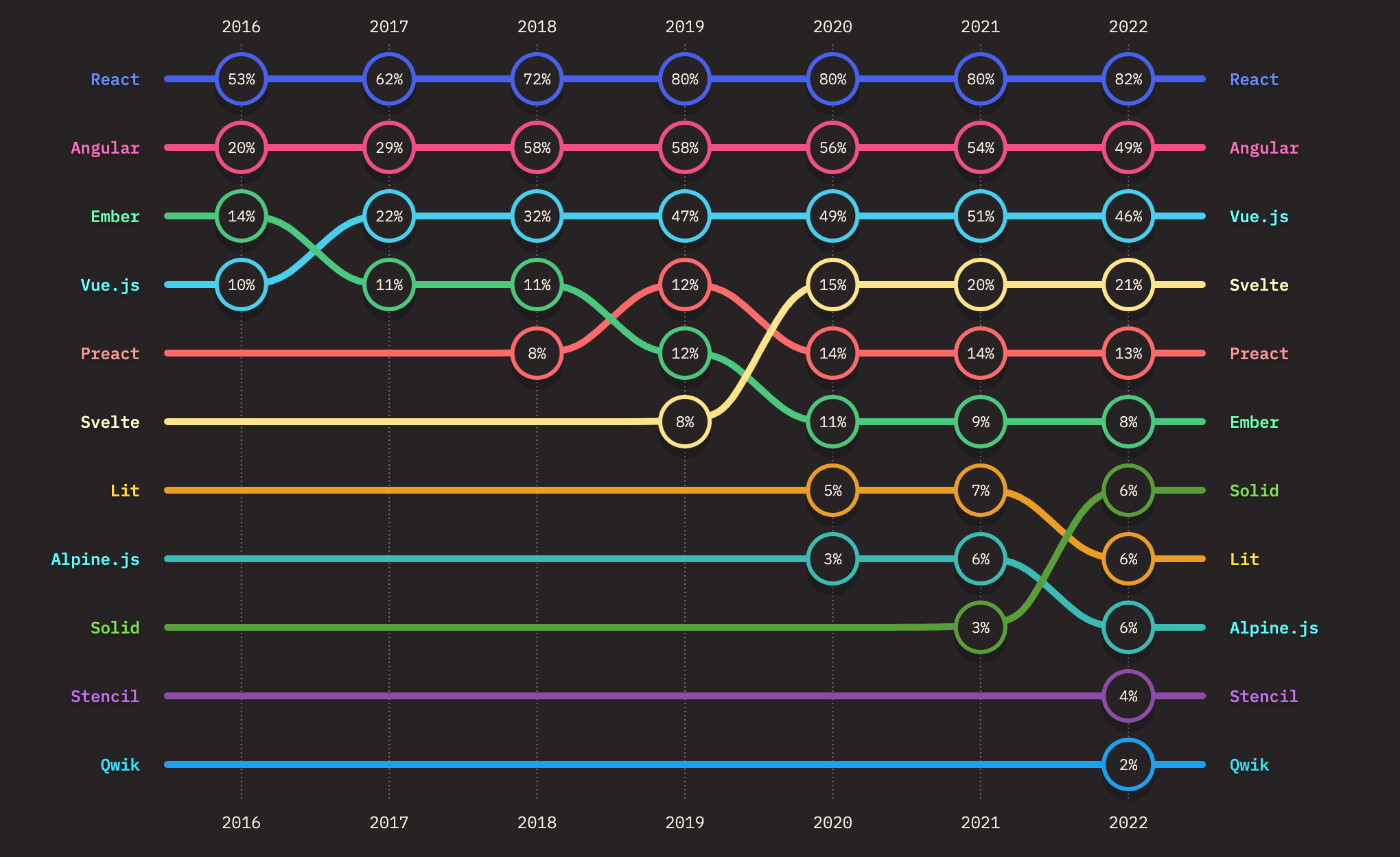 2016 2017 2018 2019 2020 2021 2022
React 53% 62% 72% 80% 80% 80% 82% React
Angular 20% 29% 58% 58% 56% 54% 49% Angular
Ember 14% 22% 32% 47% 49% 51% 46% Vue.js
Vue.js 10% 11% 11% 12% 15% 20% 21% Svelte
Preact 8% 12% 14% 14% 13% Preact
Svelte 8% 11% 9% 8% Ember
Lit 5% 7% 6% Solid
Alpine.js 3% 6% 6% Lit
Solid 3% 6% Alpine.js
Stencil 4% Stencil
Qwik 2% Qwik
2016 2017 2018 2019 2020 2021 2022